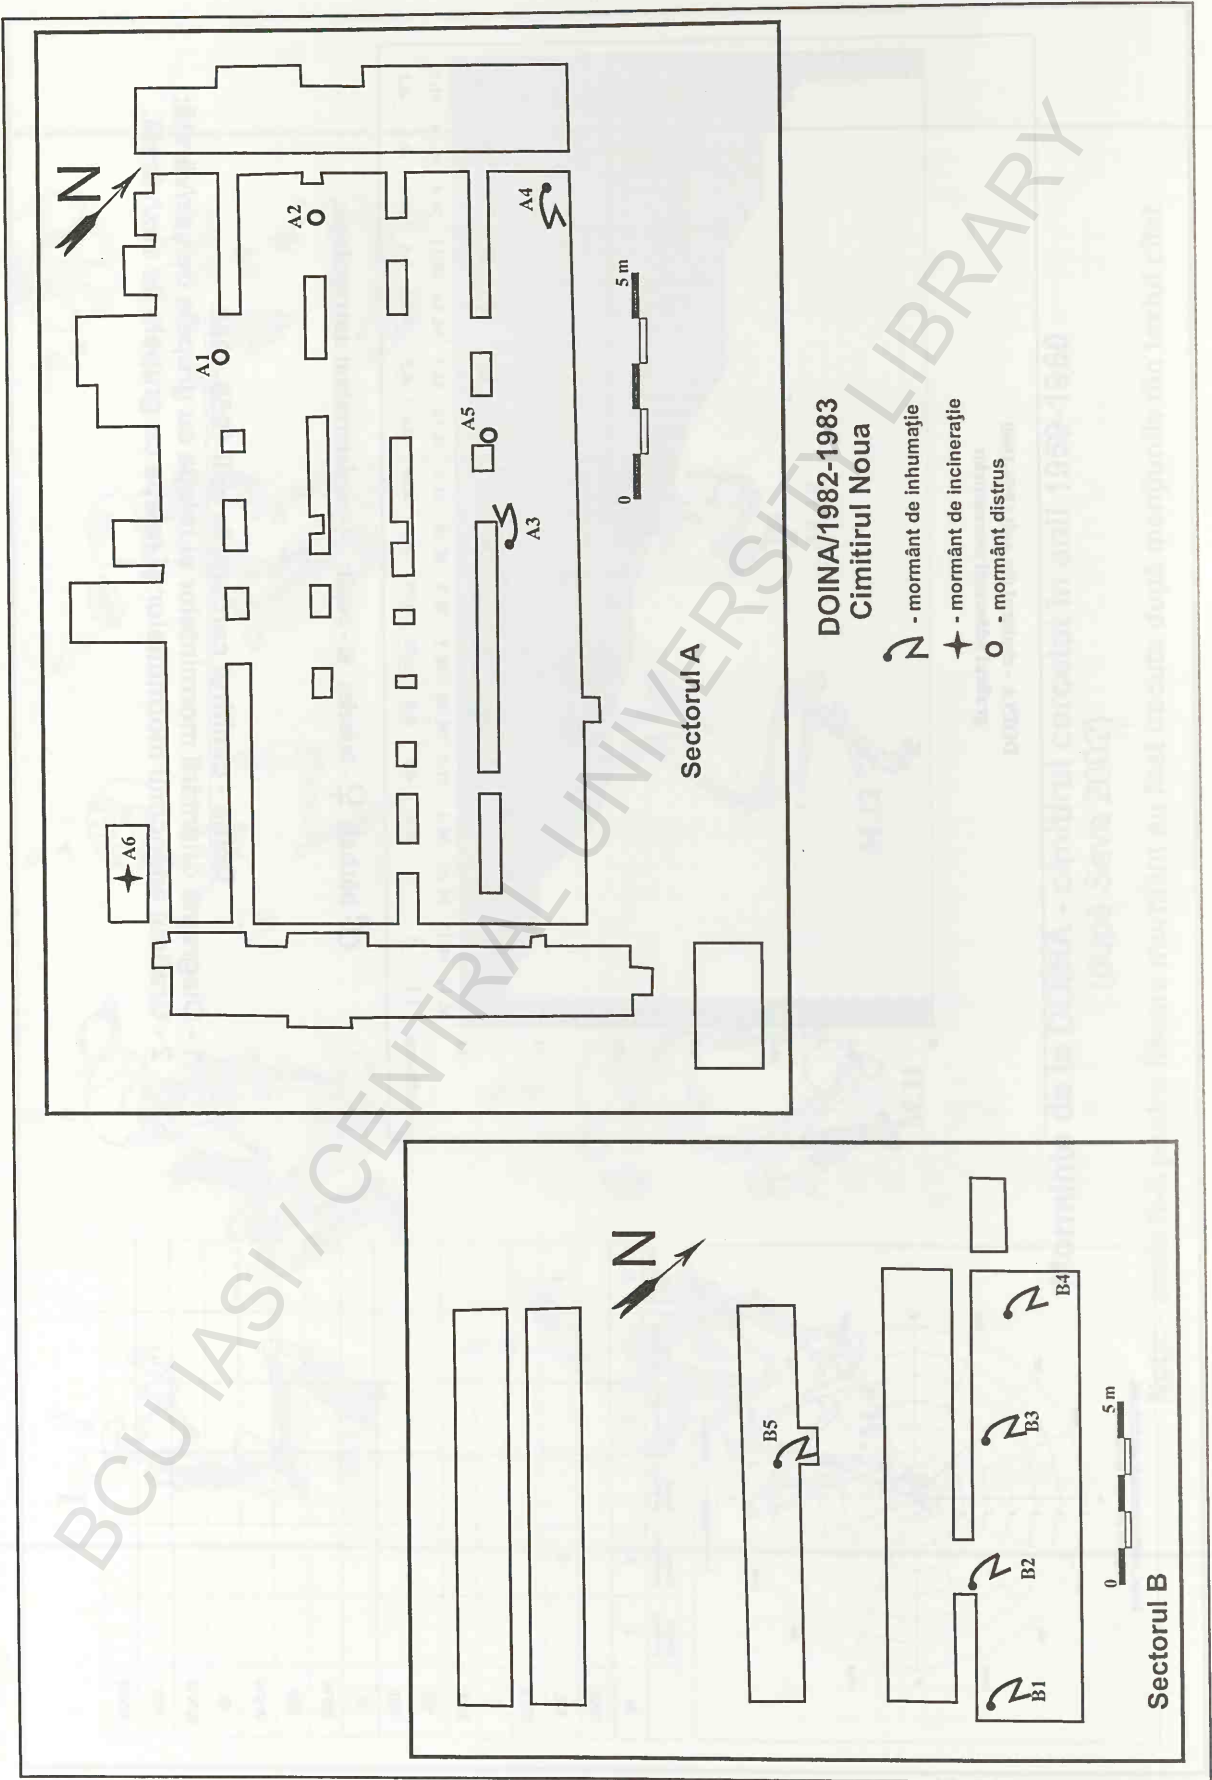 N
A1
A2
A3
A4
A5
A6
0
5 m
Sectorul A
DOINA/1982-1983
Cimitirul Noua
- mormânt de inhumaţie
- mormânt de incineraţie
- mormânt distrus
N
B5
B1
B2
B3
B4
0
5 m
Sectorul B
BCU IASI / CENTRAL UNIVERSITY LIBRARY